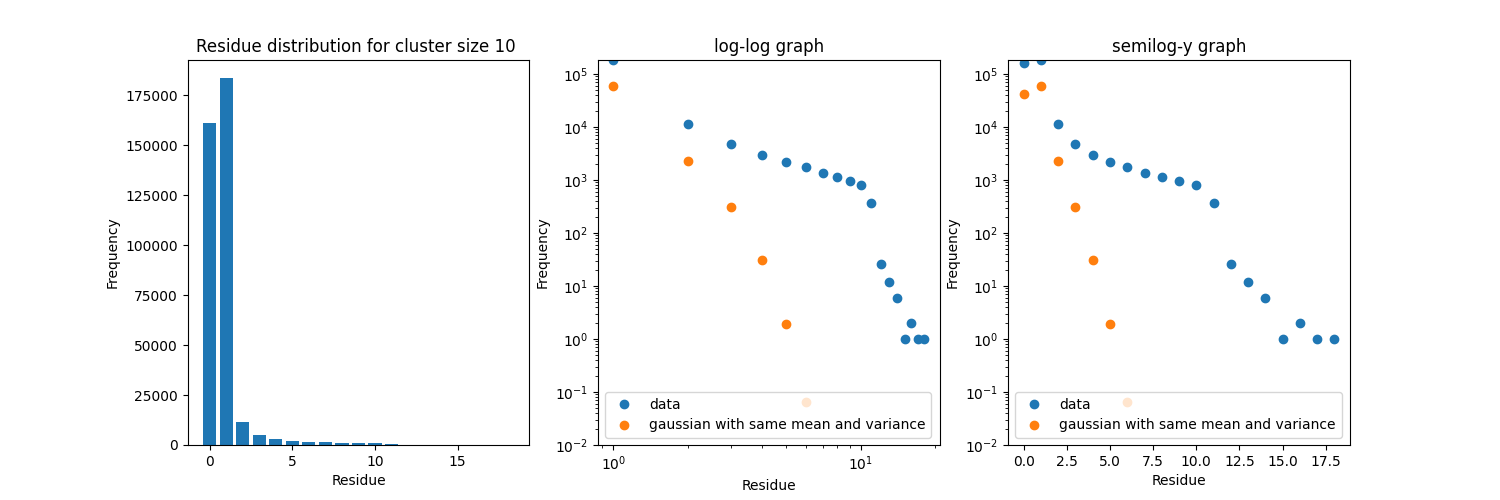 Residue distribution for cluster size 10
Frequency
175000
150000
125000
100000
75000
50000
25000
0
0 5 10 15
Residue
log-log graph
Frequency
10^5
10^4
10^3
10^2
10^1
10^0
10^-1
10^-2
data
gaussian with same mean and variance
10^0 10^1
Residue
semilog-y graph
Frequency
10^5
10^4
10^3
10^2
10^1
10^0
10^-1
10^-2
data
gaussian with same mean and variance
0.0 2.5 5.0 7.5 10.0 12.5 15.0 17.5
Residue